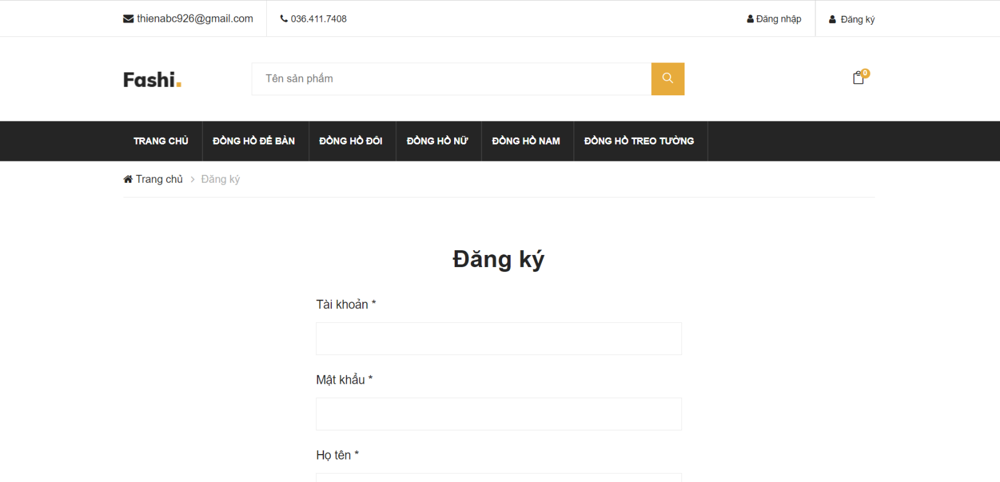 thienabc926@gmail.com
036.411.7408
Đăng nhập
Đăng ký
Fashi.
Tên sản phẩm
0
TRANG CHỦ
ĐỒNG HỒ ĐỂ BÀN
ĐỒNG HỒ ĐÔI
ĐỒNG HỒ NỮ
ĐỒNG HỒ NAM
ĐỒNG HỒ TREO TƯỜNG
Trang chủ > Đăng ký
Đăng ký
Tài khoản *
Mật khẩu *
Họ tên *